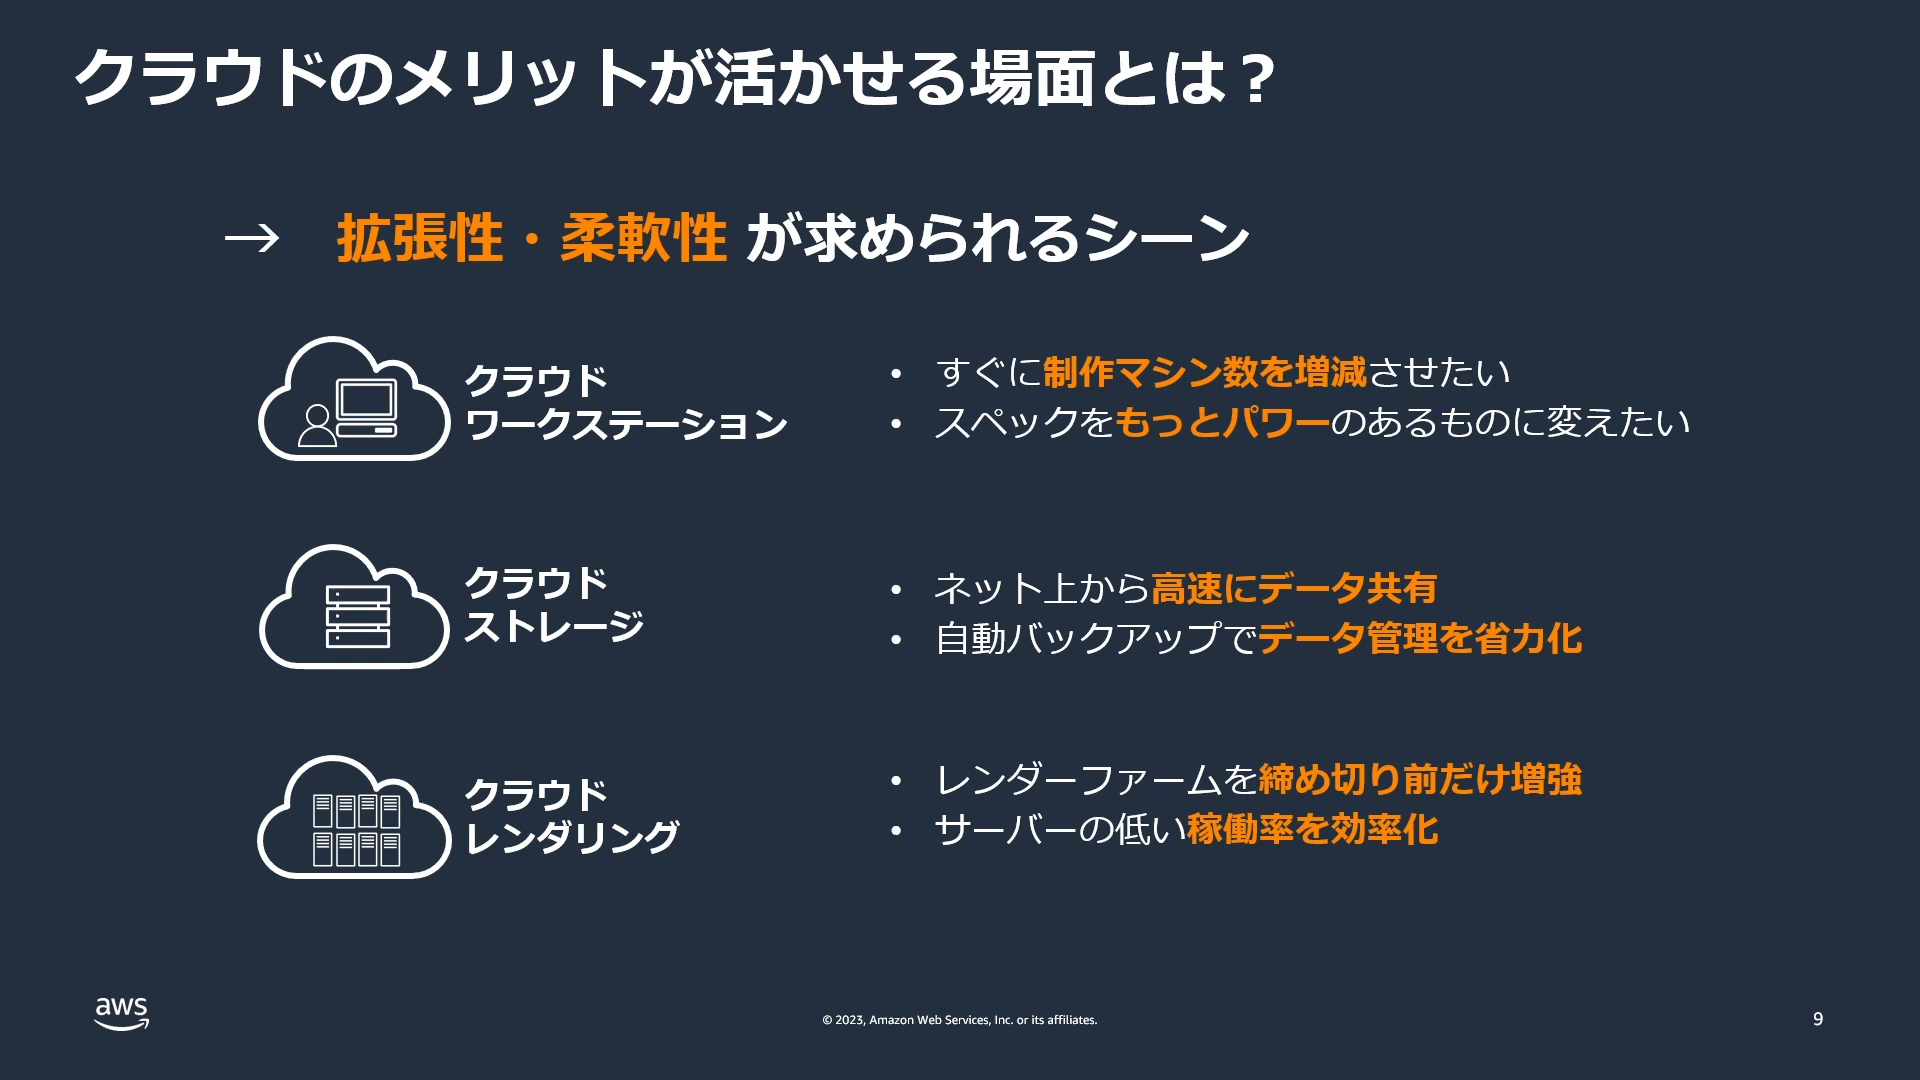 クラウドのメリットが活かせる場面とは？
→ 拡張性・柔軟性 が求められるシーン
クラウド
ワークステーション
• すぐに制作マシン数を増減させたい
• スペックをもっとパワーのあるものに変えたい
クラウド
ストレージ
• ネット上から高速にデータ共有
• 自動バックアップでデータ管理を省力化
クラウド
レンダリング
• レンダーファームを締め切り前だけ増強
• サーバーの低い稼働率を効率化
aws
© 2023, Amazon Web Services, Inc. or its affiliates.
9